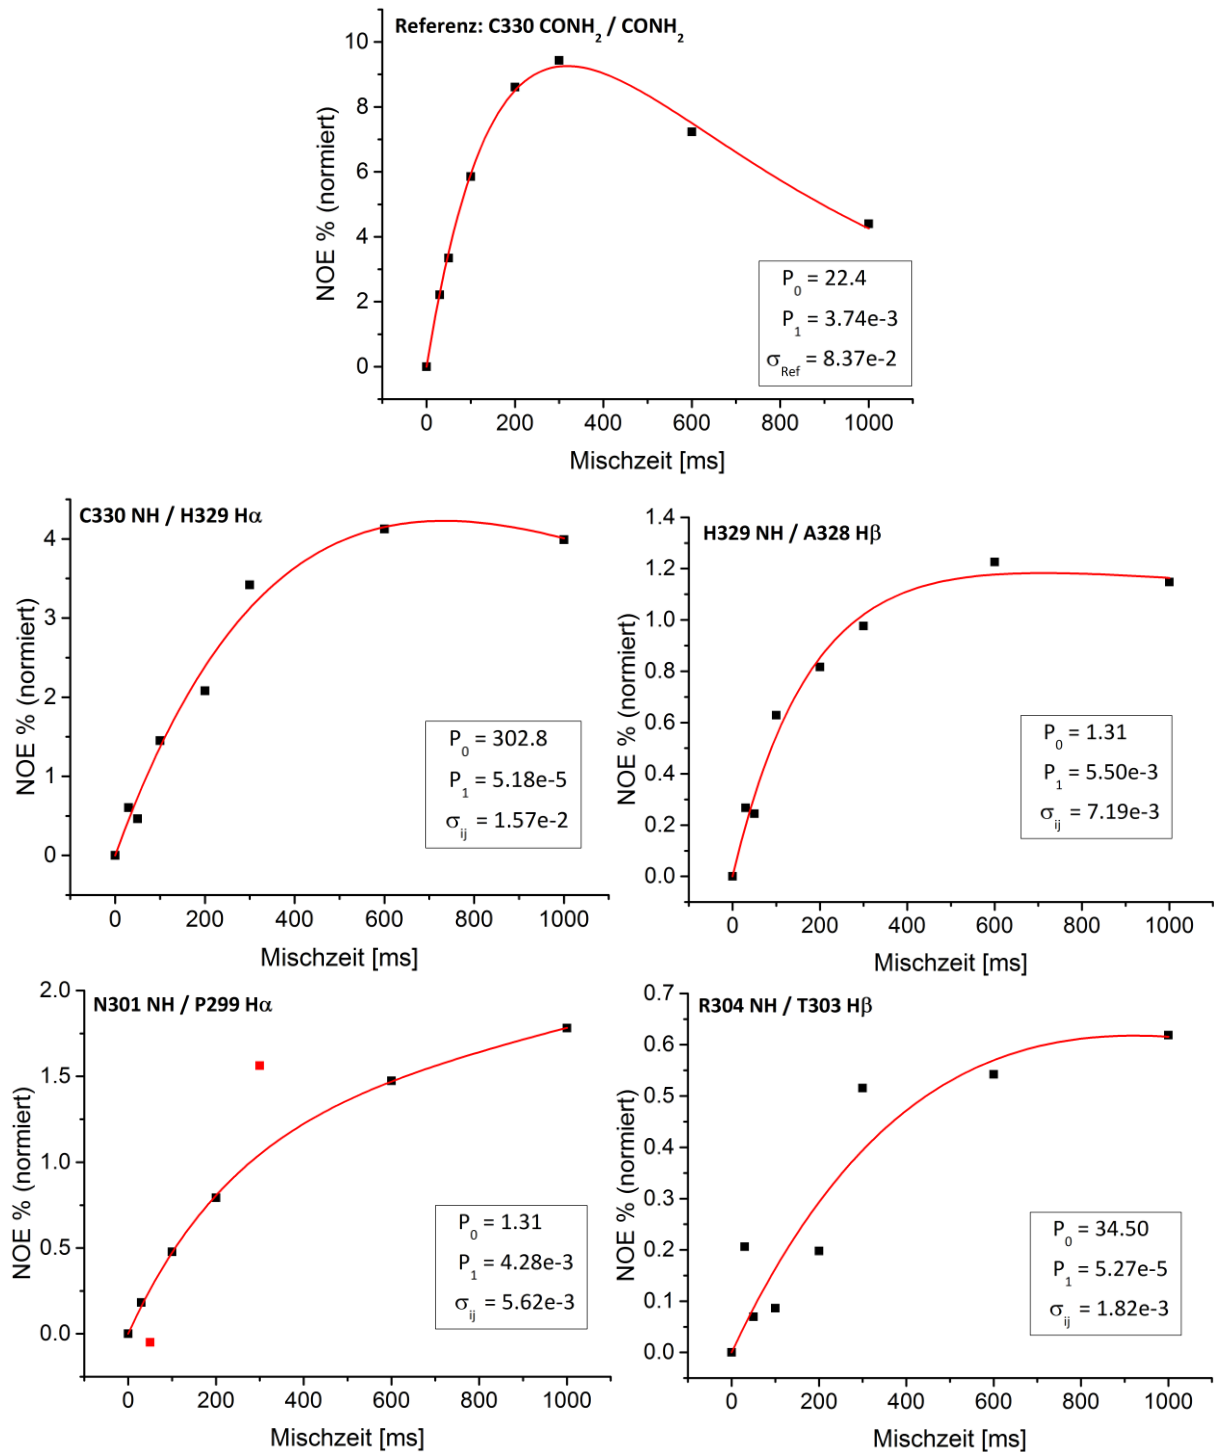 Referenz: C330 CONH₂ / CONH₂
NOE % (normiert)
10
8
6
4
2
0
P₀ = 22.4
P₁ = 3.74e-3
σRef = 8.37e-2
0 200 400 600 800 1000
Mischzeit [ms]
C330 NH / H329 Hα
NOE % (normiert)
4
3
2
1
0
P₀ = 302.8
P₁ = 5.18e-5
σij = 1.57e-2
0 200 400 600 800 1000
Mischzeit [ms]
H329 NH / A328 Hβ
NOE % (normiert)
1.4
1.2
1.0
0.8
0.6
0.4
0.2
0.0
P₀ = 1.31
P₁ = 5.50e-3
σij = 7.19e-3
0 200 400 600 800 1000
Mischzeit [ms]
N301 NH / P299 Hα
NOE % (normiert)
2.0
1.5
1.0
0.5
0.0
P₀ = 1.31
P₁ = 4.28e-3
σij = 5.62e-3
0 200 400 600 800 1000
Mischzeit [ms]
R304 NH / T303 Hβ
NOE % (normiert)
0.7
0.6
0.5
0.4
0.3
0.2
0.1
0.0
P₀ = 34.50
P₁ = 5.27e-5
σij = 1.82e-3
0 200 400 600 800 1000
Mischzeit [ms]